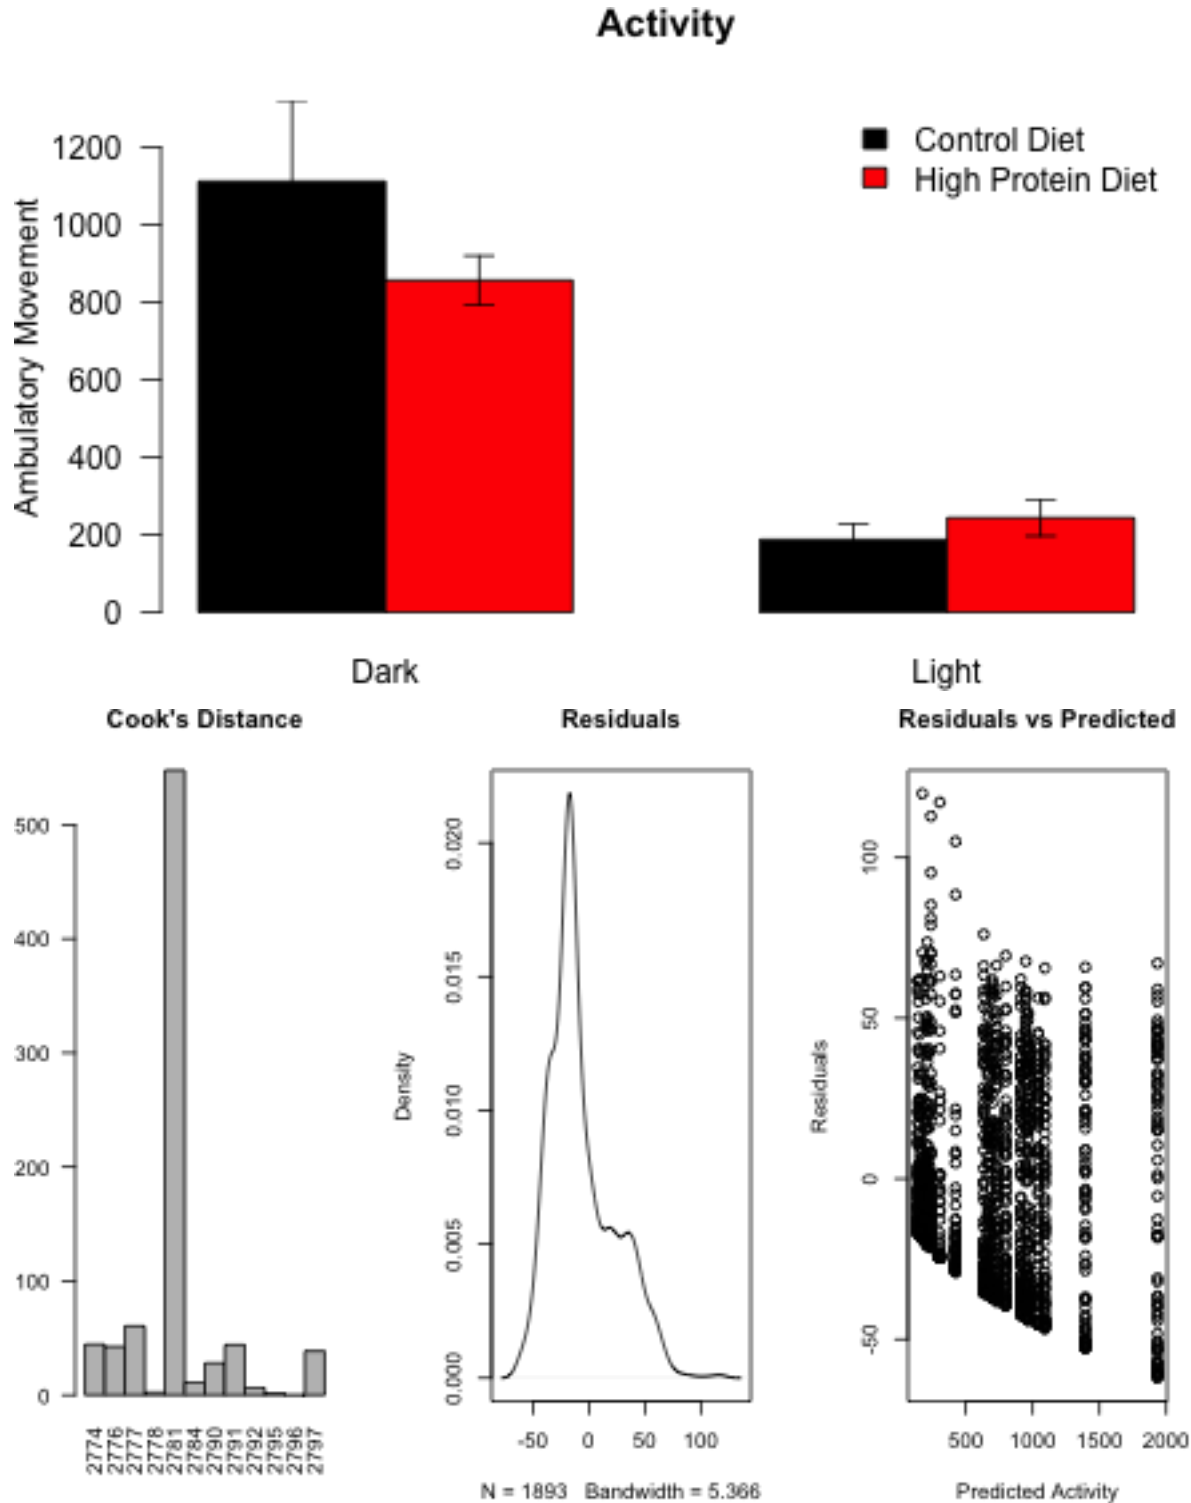 Activity
Ambulatory Movement
1200
1000
800
600
400
200
0
Control Diet
High Protein Diet
Dark
Light
Cook's Distance
500
400
300
200
100
0
2774
2776
2777
2778
2781
2784
2790
2791
2792
2795
2796
2797
Residuals
Density
0.020
0.015
0.010
0.005
0.000
-50 0 50 100
N = 1893 Bandwidth = 5.366
Residuals vs Predicted
Residuals
100
50
0
-50
500 1000 1500 2000
Predicted Activity